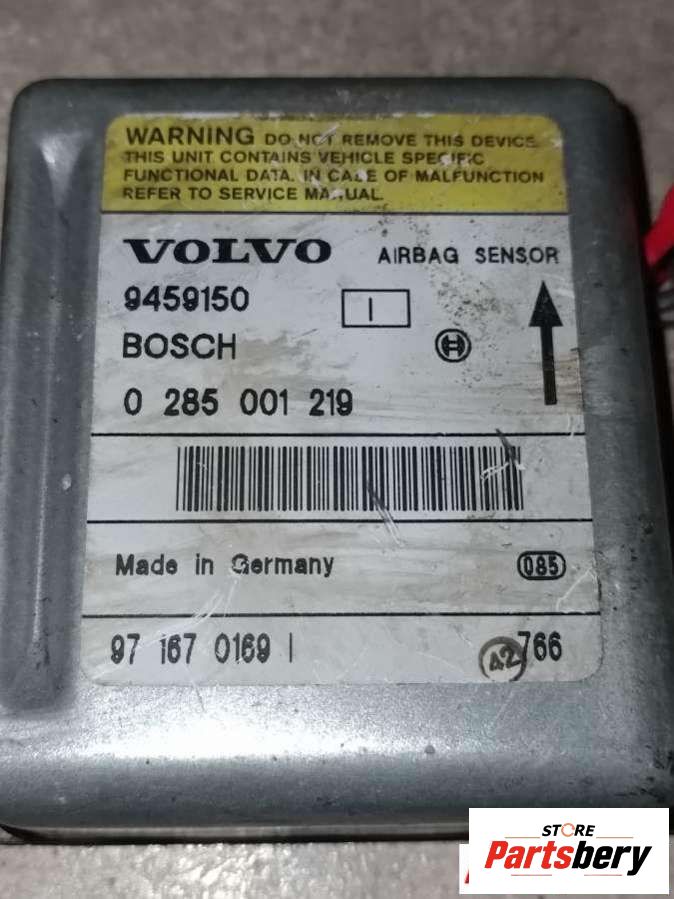 WARNING DO NOT REMOVE THIS DEVICE.
THIS UNIT CONTAINS VEHICLE SPECIFIC
FUNCTIONAL DATA. IN CASE OF MALFUNCTION
REFER TO SERVICE MANUAL.
VOLVO AIRBAG SENSOR
9459150 I
BOSCH
0 285 001 219
Made in Germany 085
97 167 0169 I A2 766
STORE
Partsbery